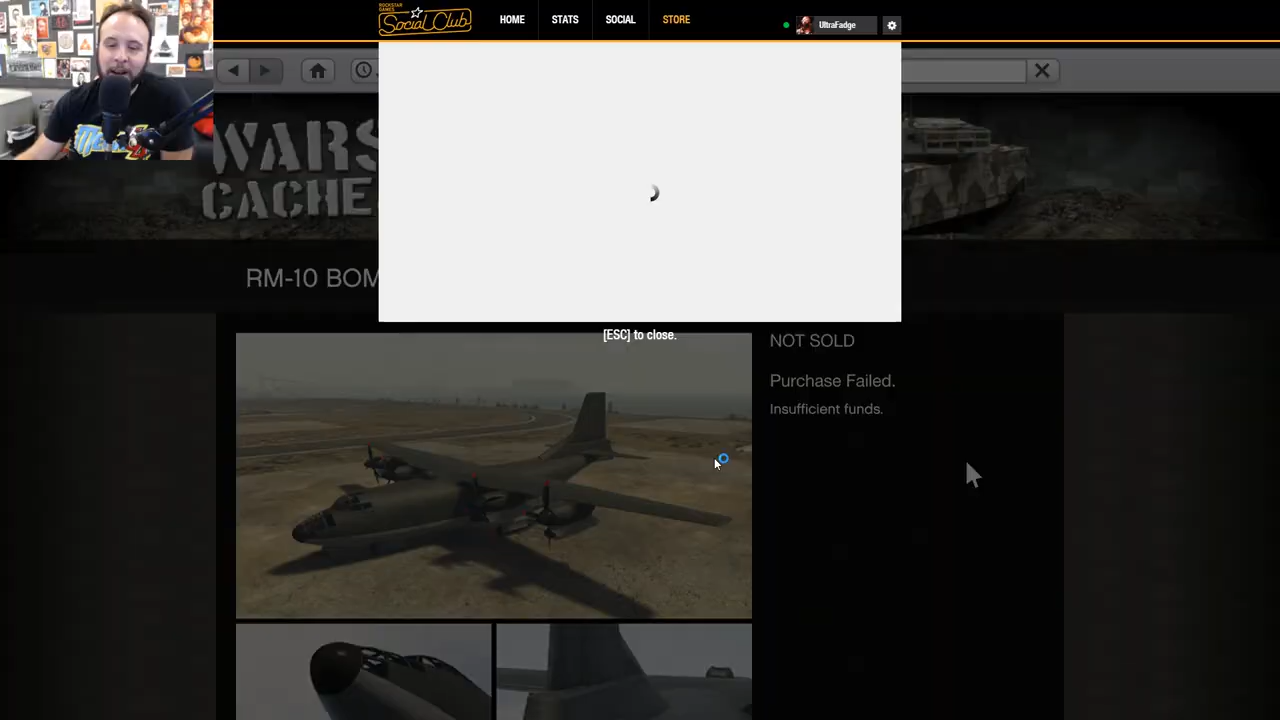 ROCKSTAR
GAMES
Social Club
HOME
STATS
SOCIAL
STORE
UltraFadge
WARS
CACHE
RM-10 BOM
[ESC] to close.
NOT SOLD
Purchase Failed.
Insufficient funds.